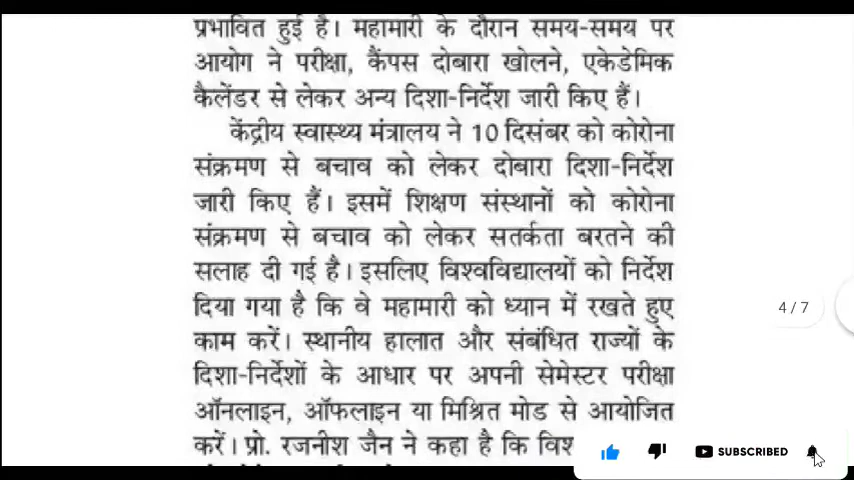 प्रभावित हुई है। महामारी के दौरान समय-समय पर
आयोग ने परीक्षा, कैंपस दोबारा खोलने, एकेडेमिक
कैलेंडर से लेकर अन्य दिशा-निर्देश जारी किए हैं।
केंद्रीय स्वास्थ्य मंत्रालय ने 10 दिसंबर को कोरोना
संक्रमण से बचाव को लेकर दोबारा दिशा-निर्देश
जारी किए हैं। इसमें शिक्षण संस्थानों को कोरोना
संक्रमण से बचाव को लेकर सतर्कता बरतने की
सलाह दी गई है। इसलिए विश्वविद्यालयों को निर्देश
दिया गया है कि वे महामारी को ध्यान में रखते हुए
काम करें। स्थानीय हालात और संबंधित राज्यों के
दिशा-निर्देशों के आधार पर अपनी सेमेस्टर परीक्षा
ऑनलाइन, ऑफलाइन या मिश्रित मोड से आयोजित
करें। प्रो. रजनीश जैन ने कहा है कि विश
4/7
SUBSCRIBED